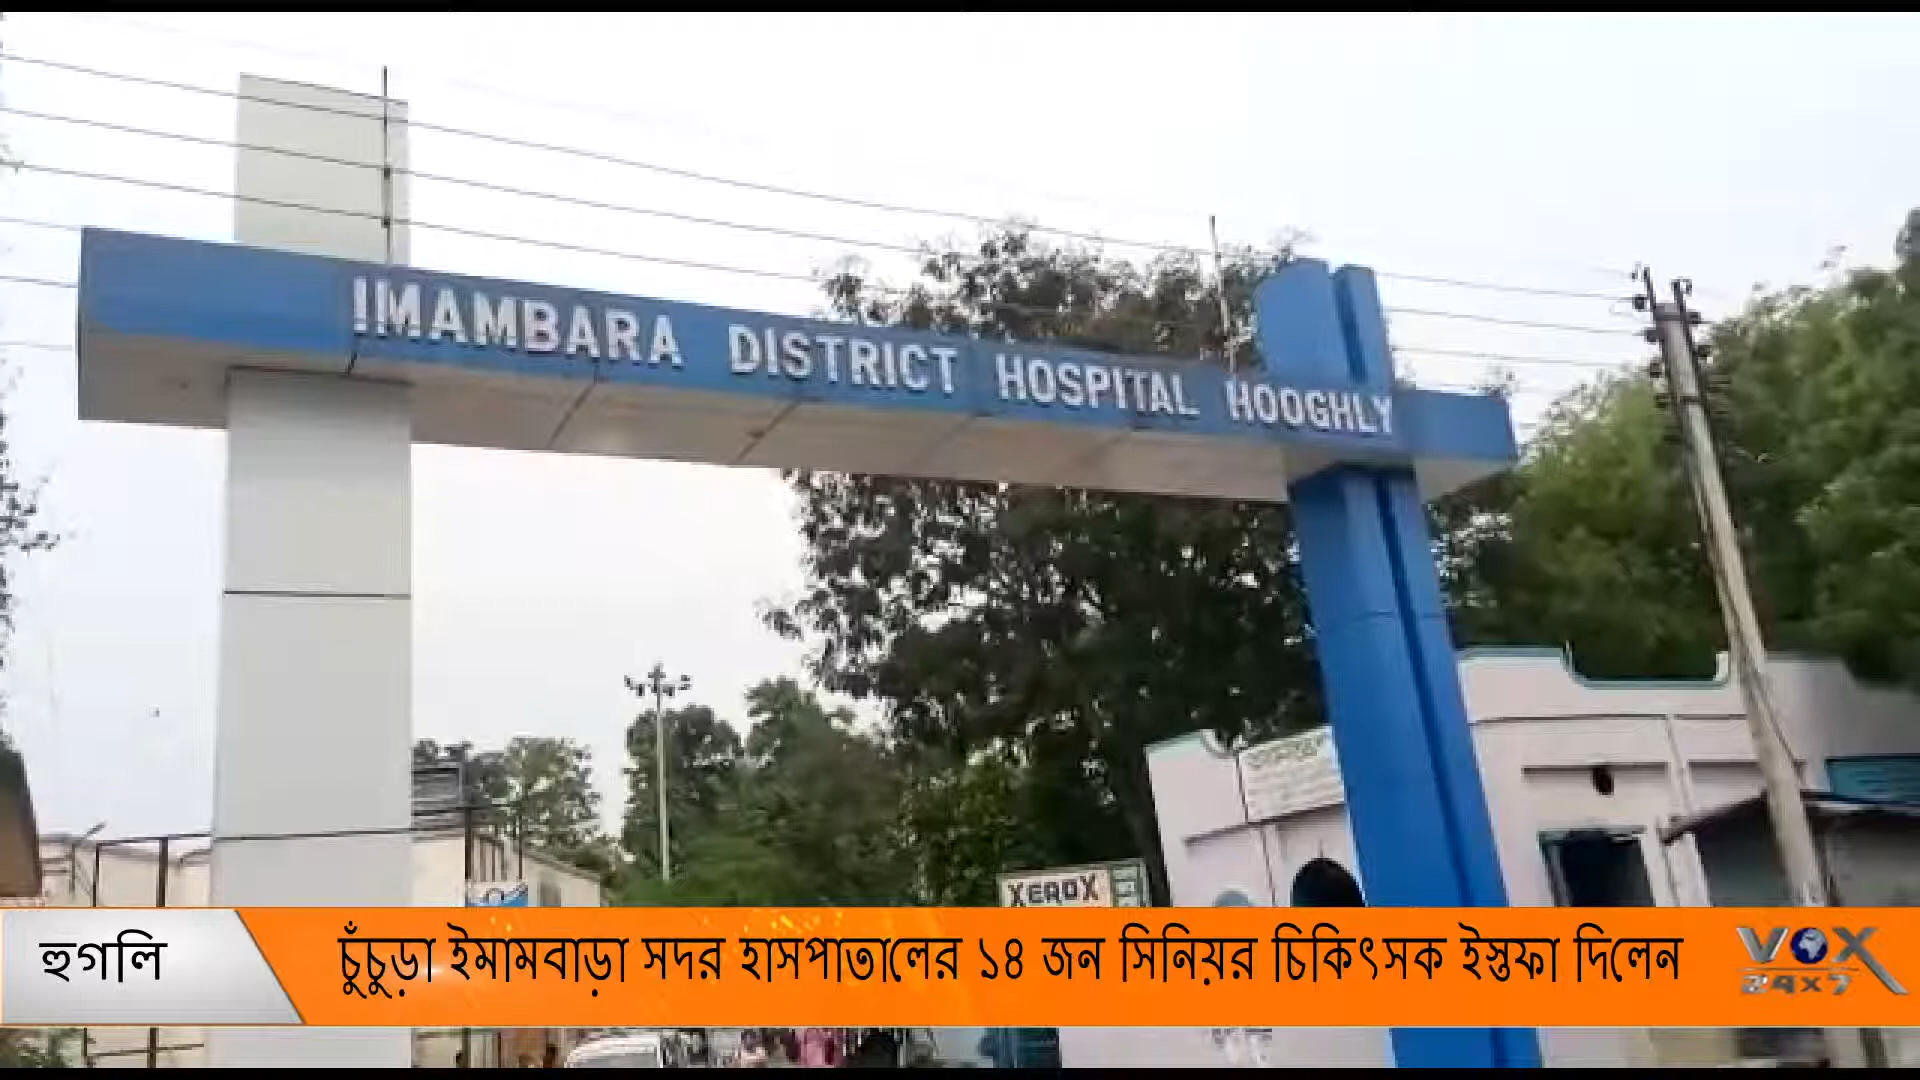 IMAMBARA DISTRICT HOSPITAL HOOGHLY
XEROX
হুগলি
চুঁচুড়া ইমামবাড়া সদর হাসপাতালের ১৪ জন সিনিয়র চিকিৎসক ইস্তফা দিলেন
VOX
24x7